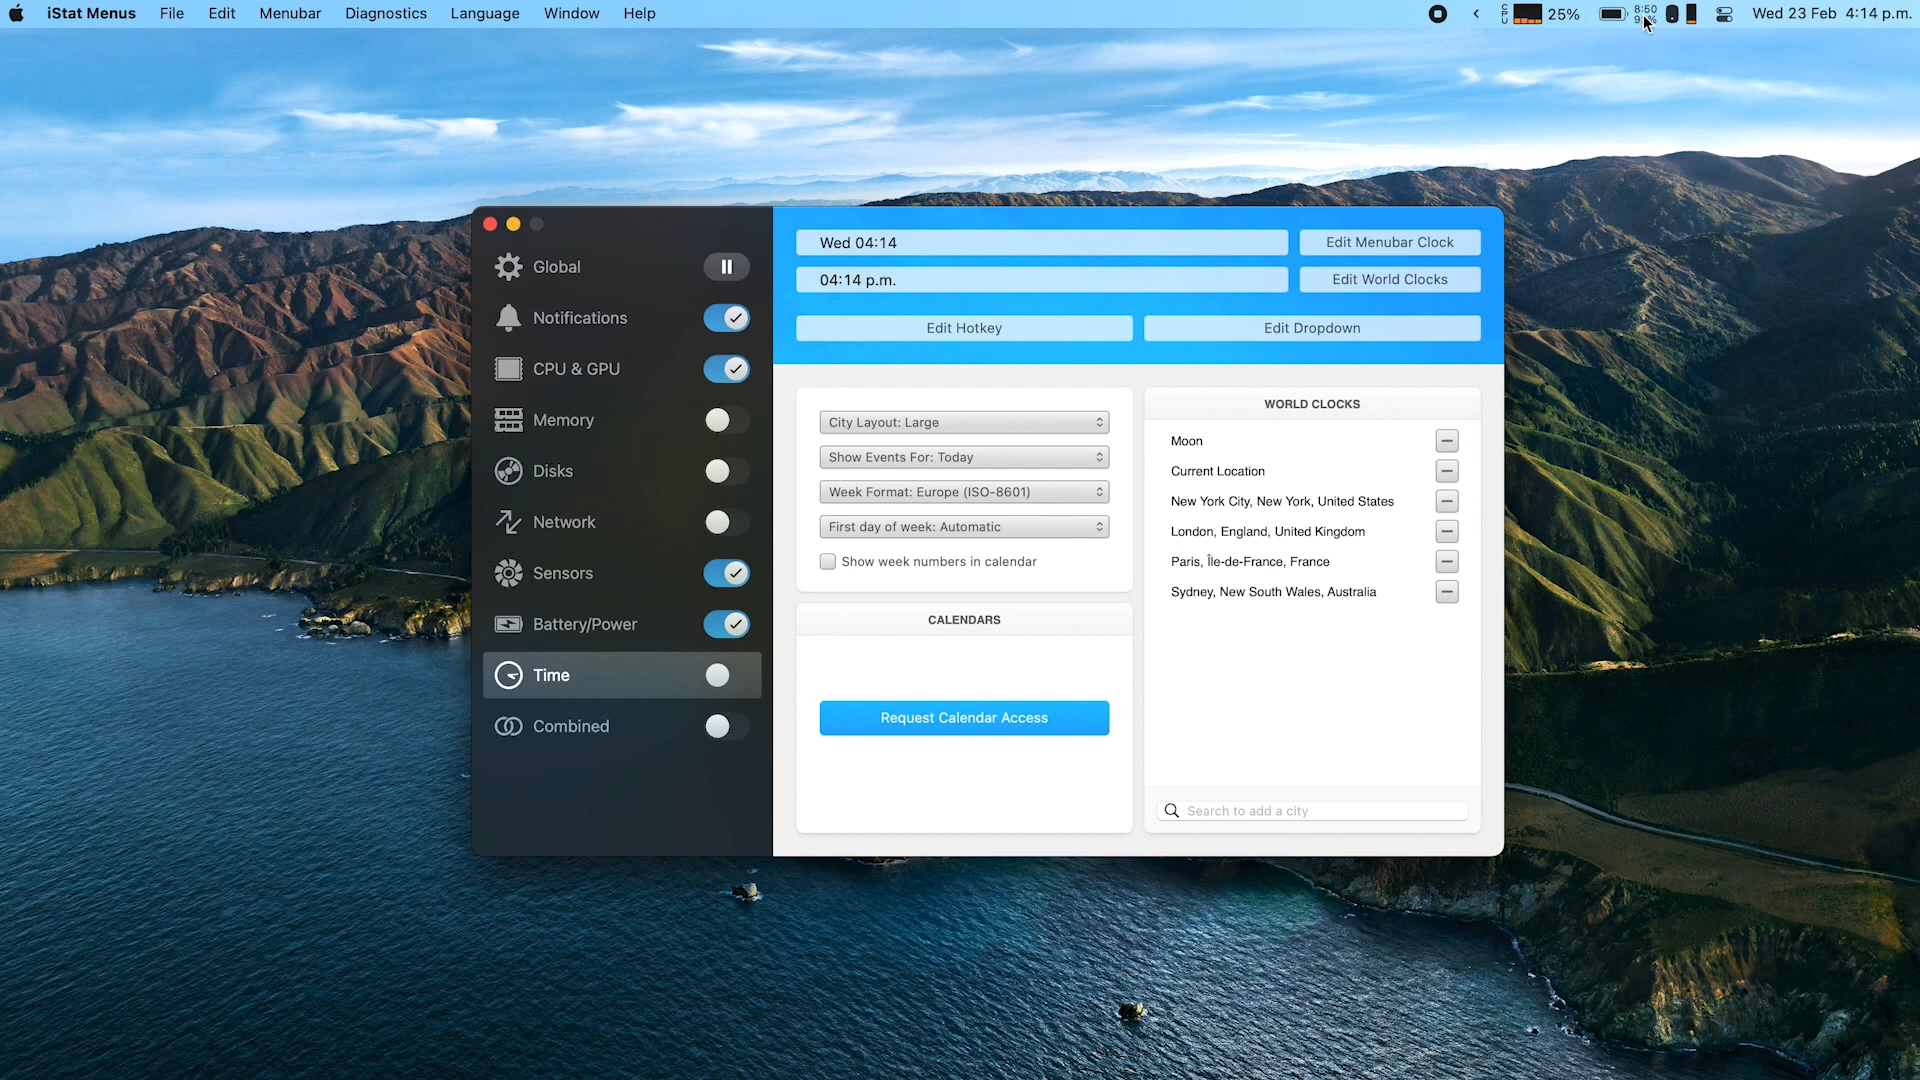 iStat Menus File Edit Menubar Diagnostics Language Window Help CPU 25% 8:50 Wed 23 Feb 4:14 p.m.
Wed 04:14 Edit Menubar Clock
04:14 p.m. Edit World Clocks
Edit Hotkey Edit Dropdown
Global
Notifications
CPU & GPU
Memory
Disks
Network
Sensors
Battery/Power
Time
Combined
City Layout: Large
Show Events For: Today
Week Format: Europe (ISO-8601)
First day of week: Automatic
Show week numbers in calendar
CALENDARS
Request Calendar Access
WORLD CLOCKS
Moon
Current Location
New York City, New York, United States
London, England, United Kingdom
Paris, Île-de-France, France
Sydney, New South Wales, Australia
Search to add a city